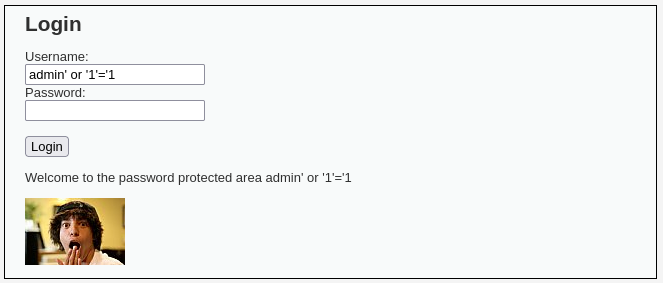 Login
Username:
admin' or '1'='1
Password:
Login
Welcome to the password protected area admin' or '1'='1